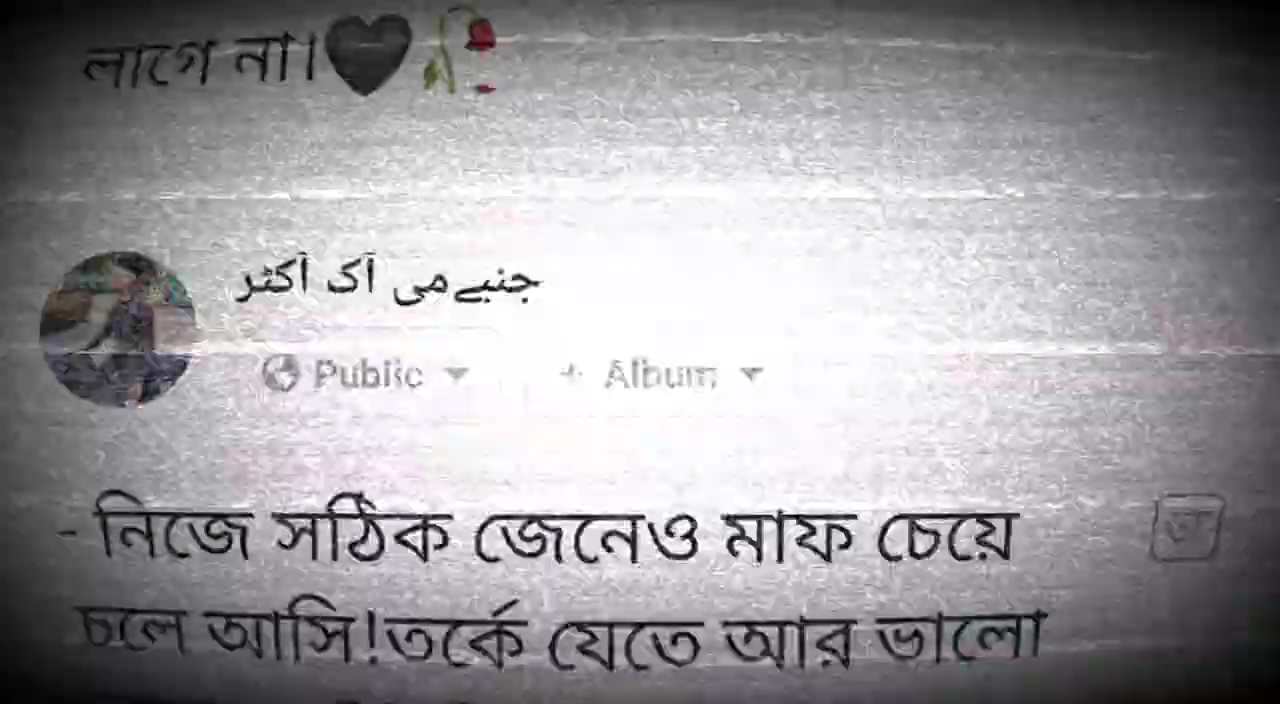 লাগে না।🖤🥀
جنبےمی آک آکٹر
Public + Album
- নিজে সঠিক জেনেও মাফ চেয়ে
চলে আসি!তর্কে যেতে আর ভালো